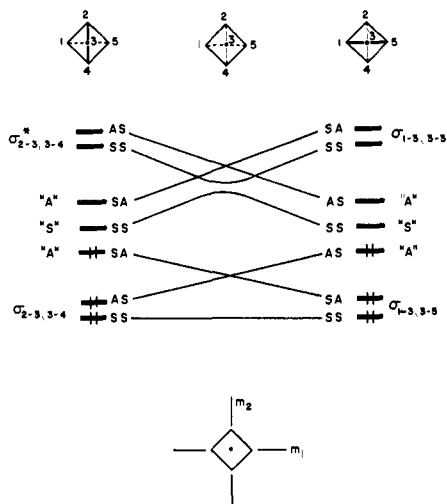 2 2 2
1 3 5 3 1 3 5
4 4 4
σ*2-3, 3-4 AS SA σ1-3, 3-5
SS SS
"A" SA AS "A"
"S" SS SS "S"
"A" SA AS "A"
σ2-3, 3-4 AS SA σ1-3, 3-5
SS SS
m2
m1